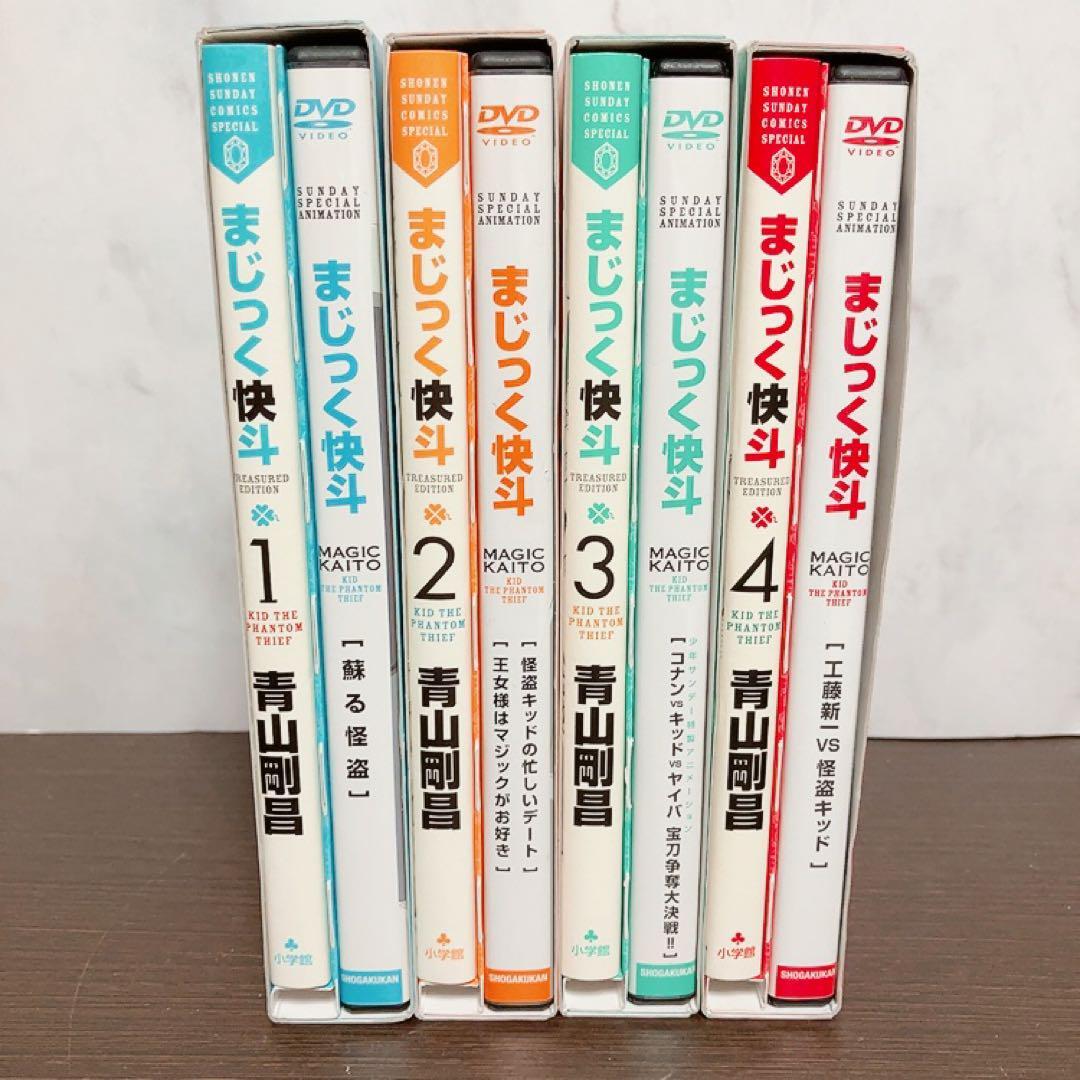 SHONEN
SUNDAY
COMICS
SPECIAL
まじっく快斗
TREASURED
EDITION
1
KID THE
PHANTOM
THIEF
青山剛昌
小学館
DVD
VIDEO
SUNDAY
SPECIAL
ANIMATION
まじっく快斗
MAGIC
KAITO
KID
THE PHANTOM
THIEF
[蘇る怪盗]
SHOGAKUKAN
SHONEN
SUNDAY
COMICS
SPECIAL
まじっく快斗
TREASURED
EDITION
2
KID THE
PHANTOM
THIEF
青山剛昌
小学館
DVD
VIDEO
SUNDAY
SPECIAL
ANIMATION
まじっく快斗
MAGIC
KAITO
KID
THE PHANTOM
THIEF
[怪盗キッドの忙しいデート]
[王女様はマジックがお好き]
SHOGAKUKAN
SHONEN
SUNDAY
COMICS
SPECIAL
まじっく快斗
TREASURED
EDITION
3
KID THE
PHANTOM
THIEF
青山剛昌
小学館
DVD
VIDEO
SUNDAY
SPECIAL
ANIMATION
まじっく快斗
MAGIC
KAITO
KID
THE PHANTOM
THIEF
少年サンデー特製アニメーション
[コナンvsキッドvsヤイバ 宝刀争奪大決戦!!]
SHOGAKUKAN
SHONEN
SUNDAY
COMICS
SPECIAL
まじっく快斗
TREASURED
EDITION
4
KID THE
PHANTOM
THIEF
青山剛昌
小学館
DVD
VIDEO
SUNDAY
SPECIAL
ANIMATION
まじっく快斗
MAGIC
KAITO
KID
THE PHANTOM
THIEF
[工藤新一VS怪盗キッド]
SHOGAKUKAN